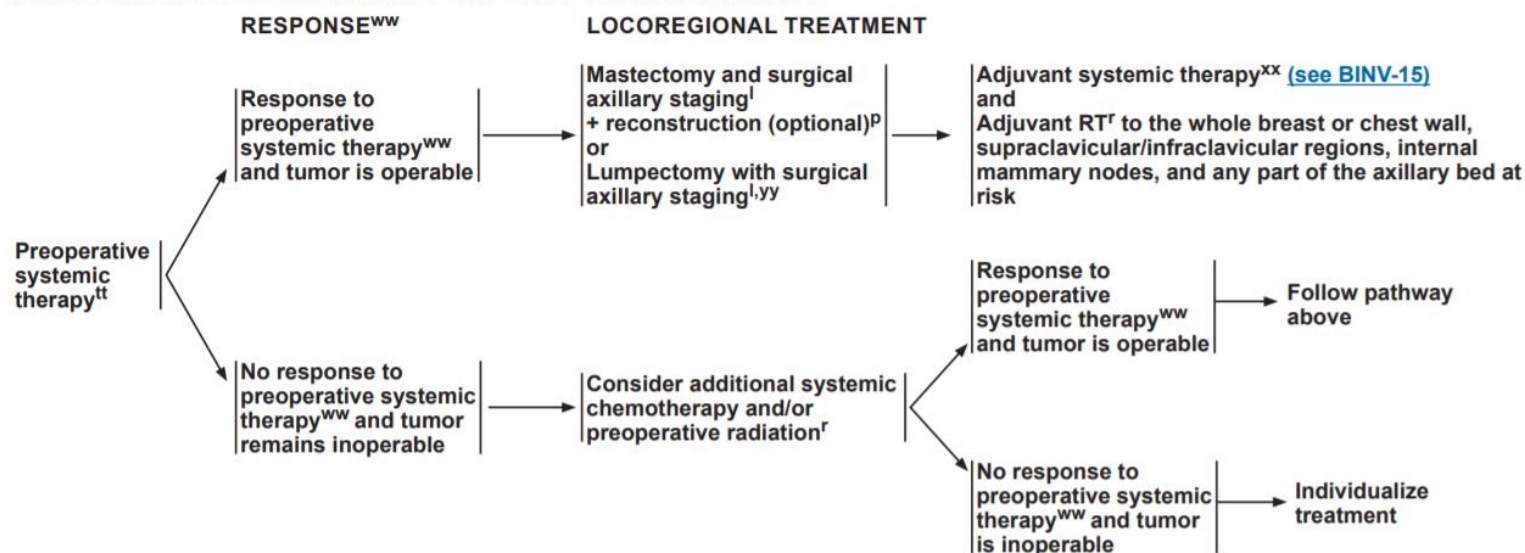 RESPONSEww
LOCOREGIONAL TREATMENT
Preoperative
systemic
therapytt
Response to
preoperative
systemic therapyww
and tumor is operable
Mastectomy and surgical
axillary stagingl
+ reconstruction (optional)p
or
Lumpectomy with surgical
axillary stagingl,yy
Adjuvant systemic therapyxx (see BINV-15)
and
Adjuvant RTr to the whole breast or chest wall,
supraclavicular/infraclavicular regions, internal
mammary nodes, and any part of the axillary bed at
risk
No response to
preoperative systemic
therapyww and tumor
remains inoperable
Consider additional systemic
chemotherapy and/or
preoperative radiationr
Response to
preoperative
systemic therapyww
and tumor is operable
Follow pathway
above
No response to
preoperative systemic
therapyww and tumor
is inoperable
Individualize
treatment